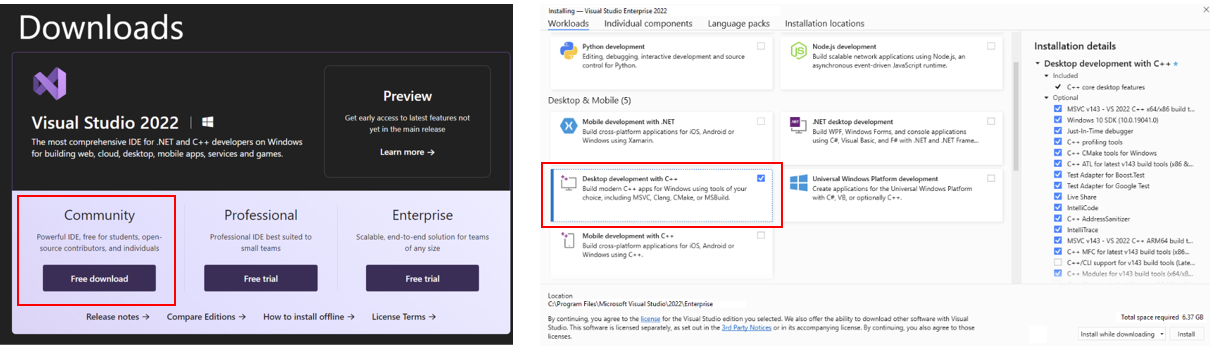 Downloads
Visual Studio 2022
The most comprehensive IDE for .NET and C++ developers on Windows
for building web, cloud, desktop, mobile apps, services and games.
Preview
Get early access to latest features not
yet in the main release
Learn more →
Community
Powerful IDE, free for students, open-
source contributors, and individuals
Free download
Professional
Professional IDE best suited to
small teams
Free trial
Enterprise
Scalable, end-to-end solution for teams
of any size
Free trial
Release notes → Compare Editions → How to install offline → License Terms →
Installing — Visual Studio Enterprise 2022
Workloads Individual components Language packs Installation locations
Python development
Editing, debugging, interactive development and source
control for Python.
Node.js development
Build scalable network applications using Node.js, an
asynchronous event-driven JavaScript runtime.
Desktop & Mobile (5)
Mobile development with .NET
Build cross-platform applications for iOS, Android or
Windows using Xamarin.
.NET desktop development
Build WPF, Windows Forms, and console applications
using C#, Visual Basic, and F# with .NET and .NET Frame...
Desktop development with C++
Build modern C++ apps for Windows using tools of your
choice, including MSVC, Clang, CMake, or MSBuild.
Universal Windows Platform development
Create applications for the Universal Windows Platform
with C#, VB, or optionally C++.
Mobile development with C++
Build cross-platform applications for iOS, Android or
Windows using C++.
Installation details
Desktop development with C++
Included
C++ core desktop features
Optional
MSVC v143 - VS 2022 C++ x64/x86 build t...
Windows 10 SDK (10.0.19041.0)
Just-In-Time debugger
C++ profiling tools
C++ CMake tools for Windows
C++ ATL for latest v143 build tools (x86 &...
Test Adapter for Boost.Test
Test Adapter for Google Test
Live Share
IntelliCode
C++ AddressSanitizer
IntelliTrace
MSVC v143 - VS 2022 C++ ARM64 build t...
C++ MFC for latest v143 build tools (x86...
C++/CLI support for v143 build tools (Late...
C++ Modules for v143 build tools (x64/x8...
Location
C:\Program Files\Microsoft Visual Studio\2022\Enterprise
By continuing, you agree to the license for the Visual Studio edition you selected. We also offer the ability to download other software with Visual
Studio. This software is licensed separately, as set out in the 3rd Party Notices or in its accompanying license. By continuing, you also agree to those
licenses.
Total space required 6.37 GB
Install while downloading Install